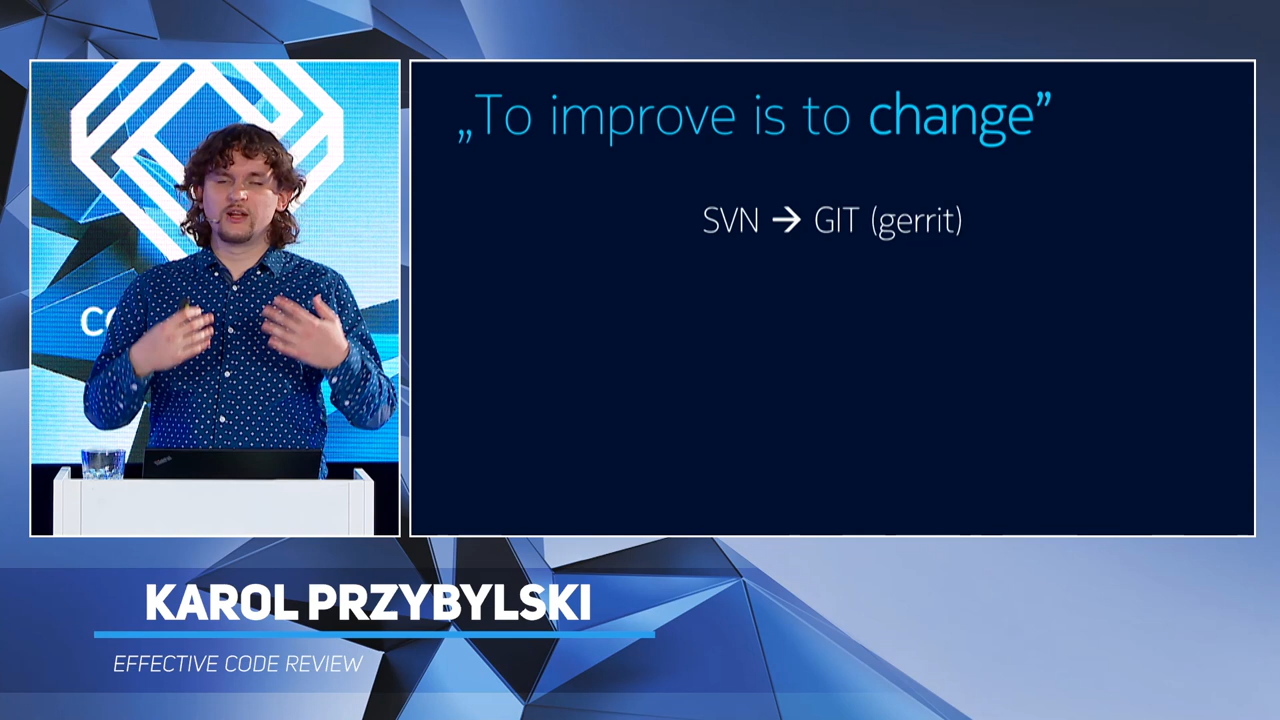 „To improve is to change”
SVN → GIT (gerrit)
KAROL PRZYBYLSKI
EFFECTIVE CODE REVIEW